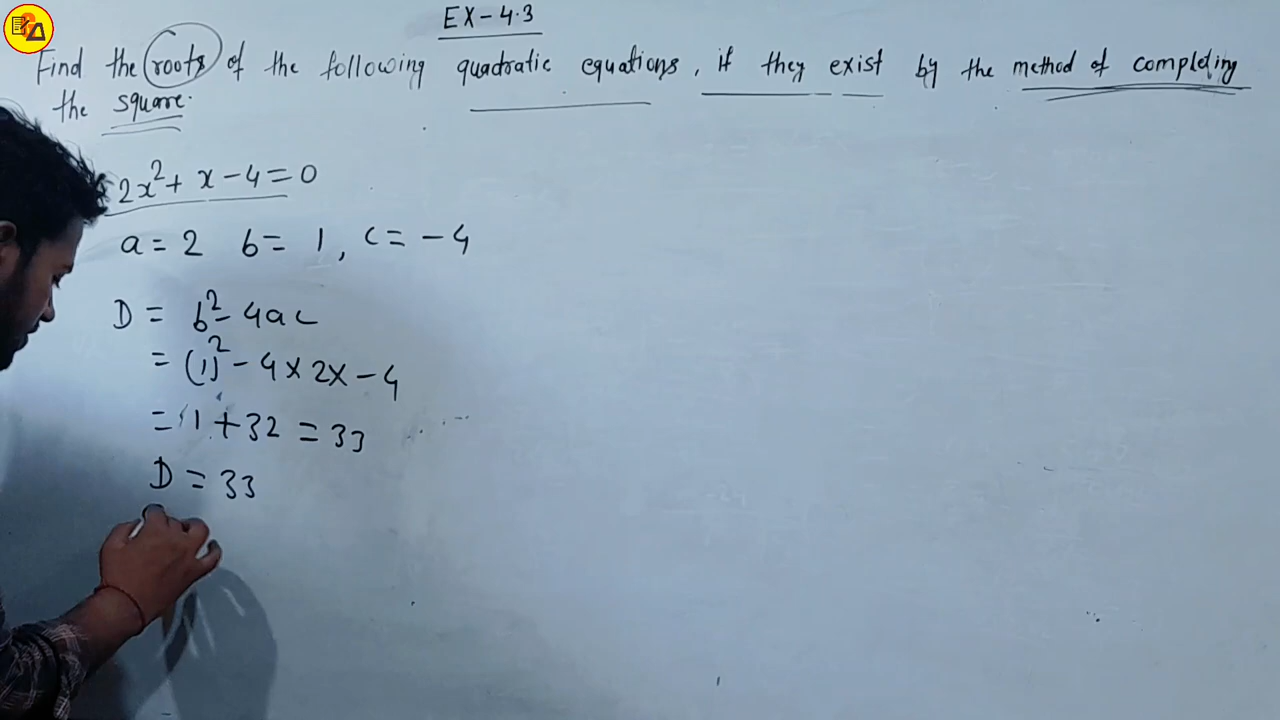 EX-4.3
Find the roots of the following quadratic equations, if they exist by the method of completing
the square.
2x²+ x-4=0
a = 2 b= 1, c= -4
D = b²- 4ac
= (1)² - 4 × 2x - 4
= 1 + 32 = 33
D = 33